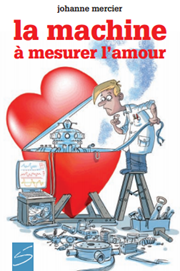 johanne mercier
la machine
à mesurer l'amour